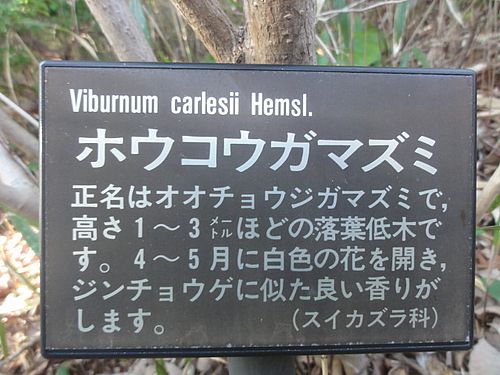 Viburnum carlesii Hemsl.
ホウコウガマズミ
正名はオオチョウジガマズミで,
高さ1〜3メートルほどの落葉低木で
す。4〜5月に白色の花を開き,
ジンチョウゲに似た良い香りが
します。 (スイカズラ科)